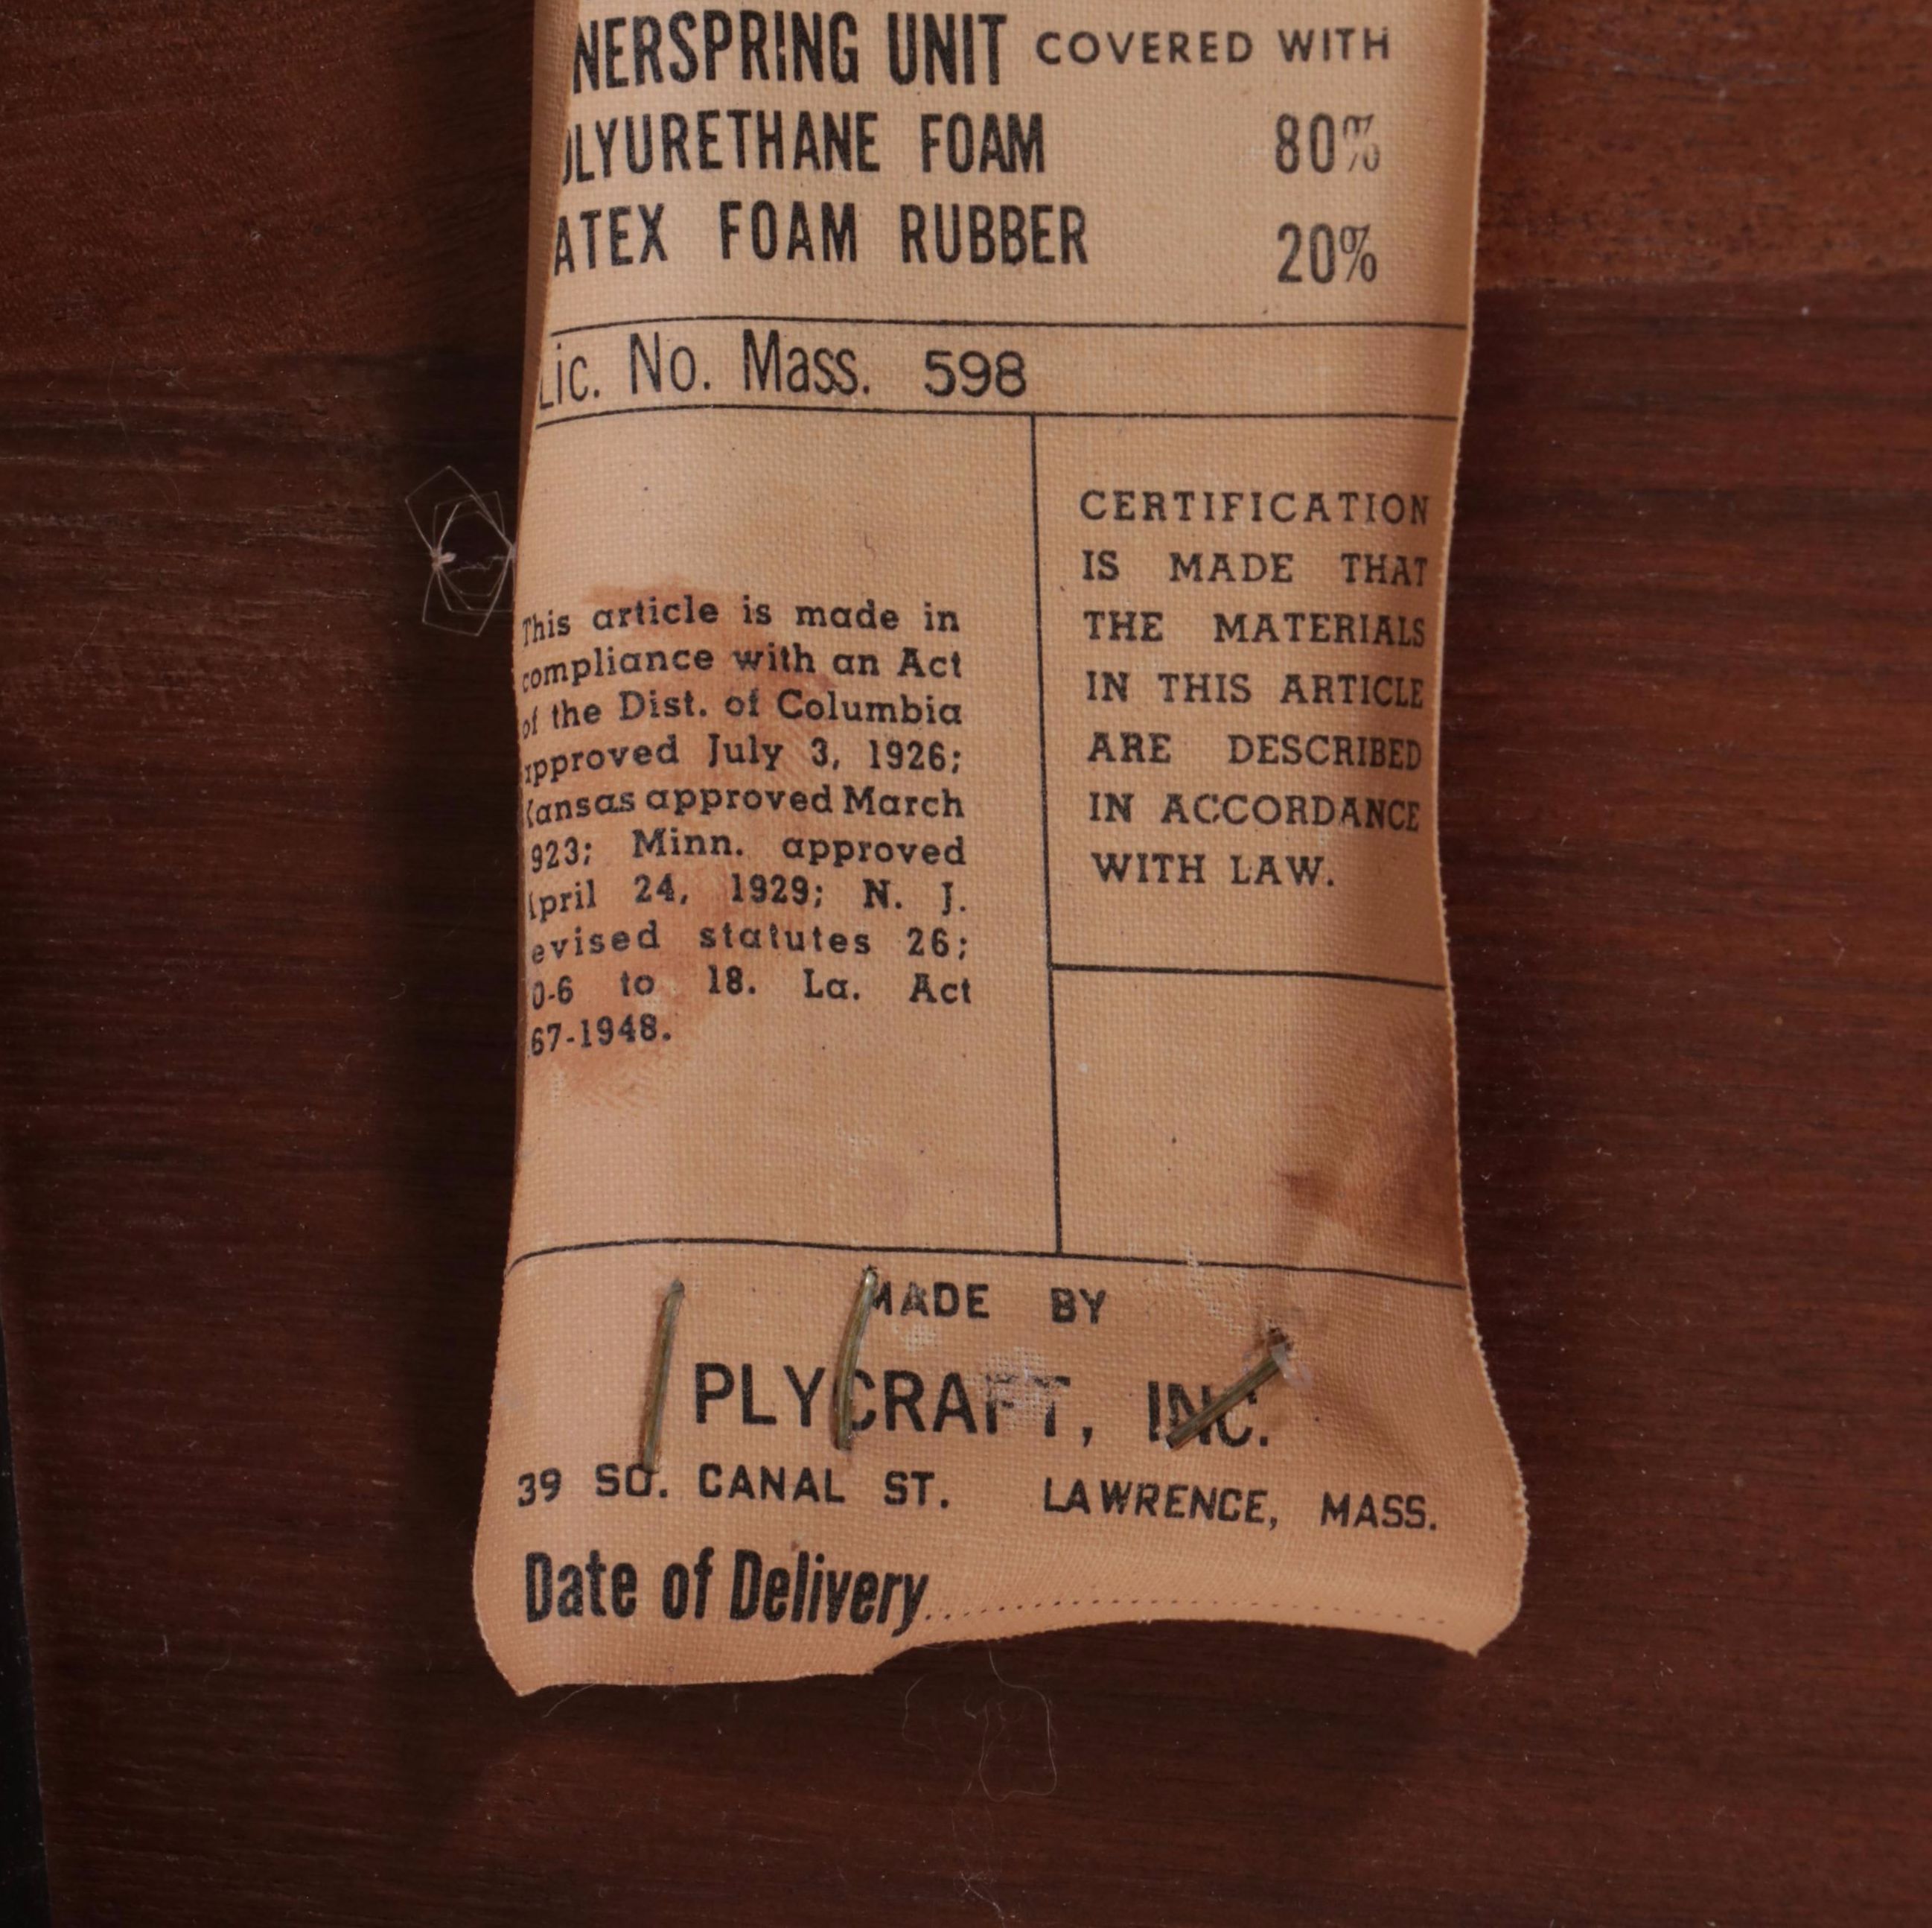 NERSPRING UNIT COVERED WITH
OLYURETHANE FOAM 80%
ATEX FOAM RUBBER 20%
Lic. No. Mass. 598
This article is made in
compliance with an Act
of the Dist. of Columbia
approved July 3, 1926;
Kansas approved March
923; Minn. approved
April 24, 1929; N. J.
evised statutes 26;
0-6 to 18. La. Act
67-1948.
CERTIFICATION
IS MADE THAT
THE MATERIALS
IN THIS ARTICLE
ARE DESCRIBED
IN ACCORDANCE
WITH LAW.
MADE BY
PLYCRAFT, INC.
39 SO. CANAL ST. LAWRENCE, MASS.
Date of Delivery..............................